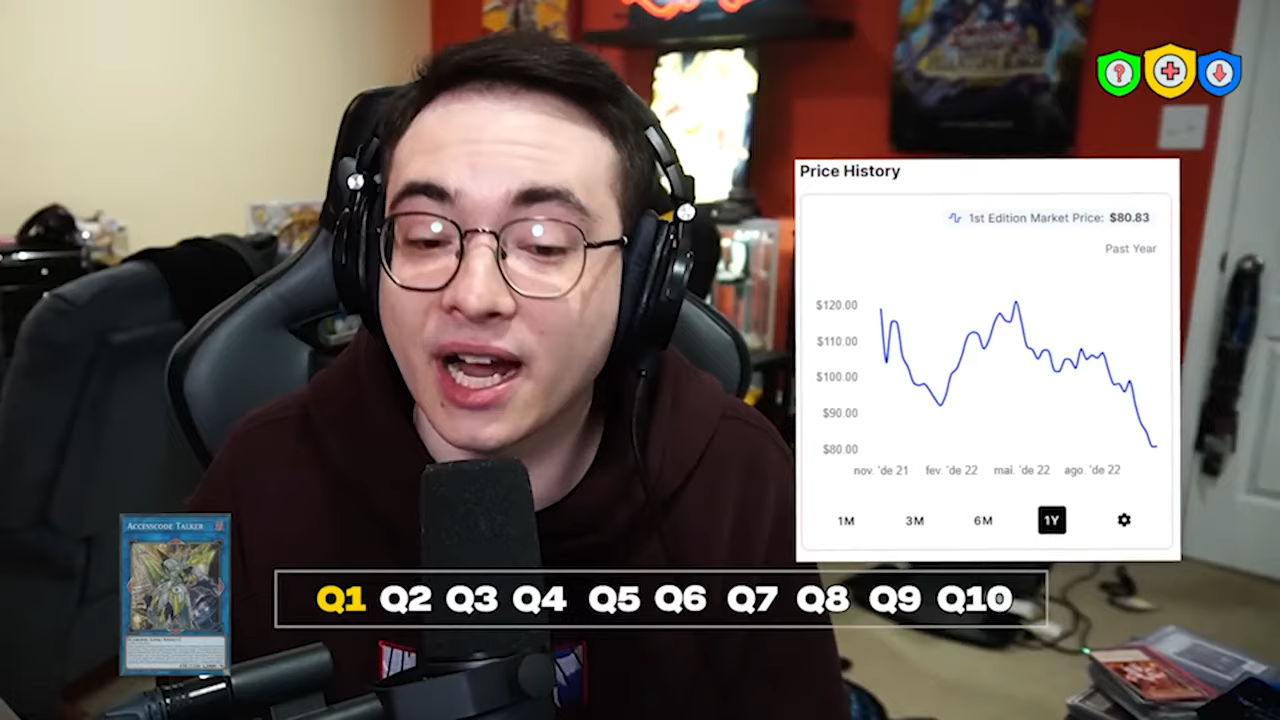 Price History
1st Edition Market Price: $80.83
Past Year
$120.00
$110.00
$100.00
$90.00
$80.00
nov. 'de 21 fev. 'de 22 mai. 'de 22 ago. 'de 22
1M 3M 6M 1Y
ACCESSCODE TALKER
Q1 Q2 Q3 Q4 Q5 Q6 Q7 Q8 Q9 Q10